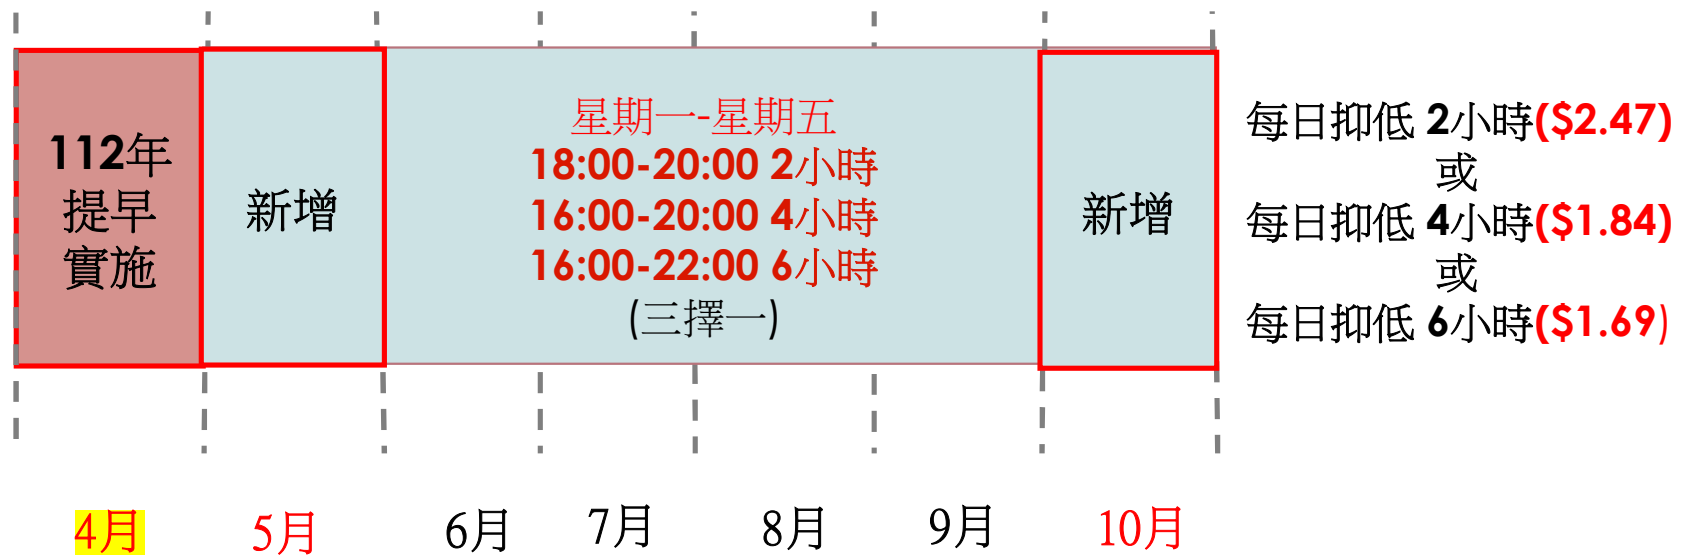 112年
提早
實施
新增
星期一-星期五
18:00-20:00 2小時
16:00-20:00 4小時
16:00-22:00 6小時
(三擇一)
新增
每日抑低 2小時($2.47)
或
每日抑低 4小時($1.84)
或
每日抑低 6小時($1.69)
4月
5月
6月
7月
8月
9月
10月